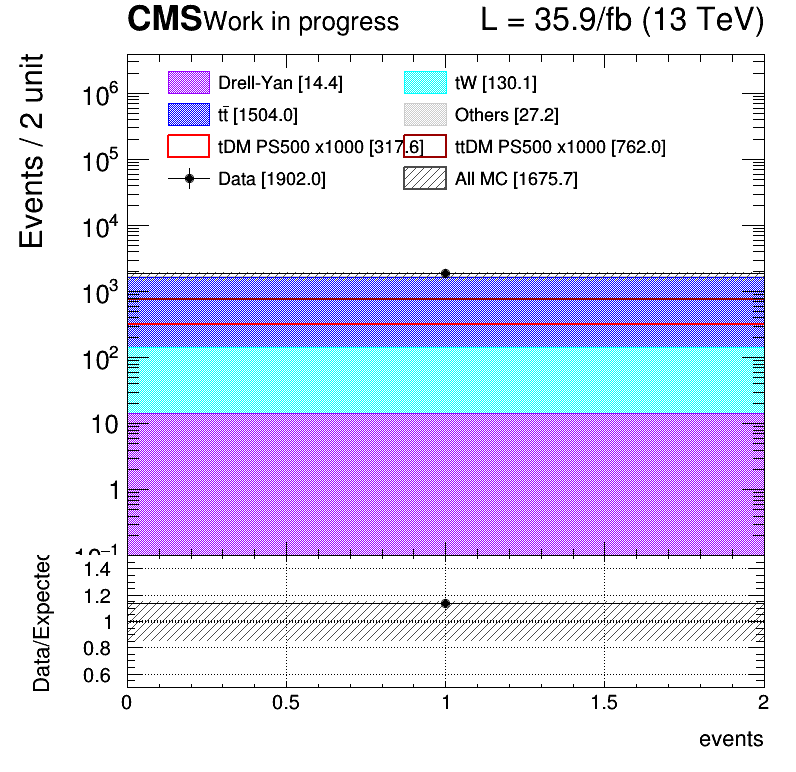 CMS Work in progress L = 35.9/fb (13 TeV)
Events / 2 unit
Drell-Yan [14.4] tW [130.1]
tt̄ [1504.0] Others [27.2]
tDM PS500 x1000 [317.6] ttDM PS500 x1000 [762.0]
Data [1902.0] All MC [1675.7]
10⁶
10⁵
10⁴
10³
10²
10
1
10⁻¹
Data/Expected
1.4
1.2
1
0.8
0.6
0 0.5 1 1.5 2
events